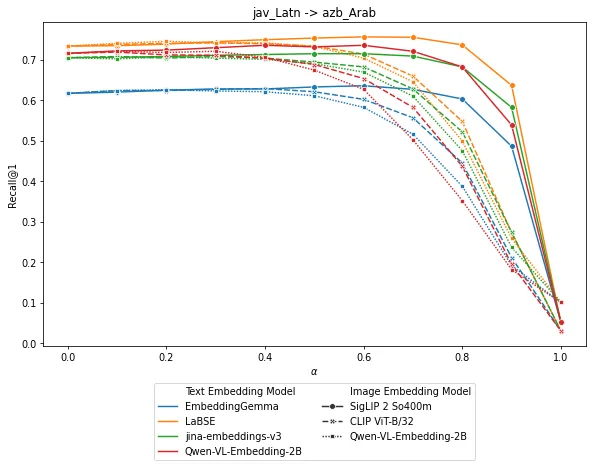 jav_Latn -> azb_Arab
Recall@1
0.7
0.6
0.5
0.4
0.3
0.2
0.1
0.0
0.0 0.2 0.4 0.6 0.8 1.0
α
Text Embedding Model
EmbeddingGemma
LaBSE
jina-embeddings-v3
Qwen-VL-Embedding-2B
Image Embedding Model
SigLIP 2 So400m
CLIP ViT-B/32
Qwen-VL-Embedding-2B